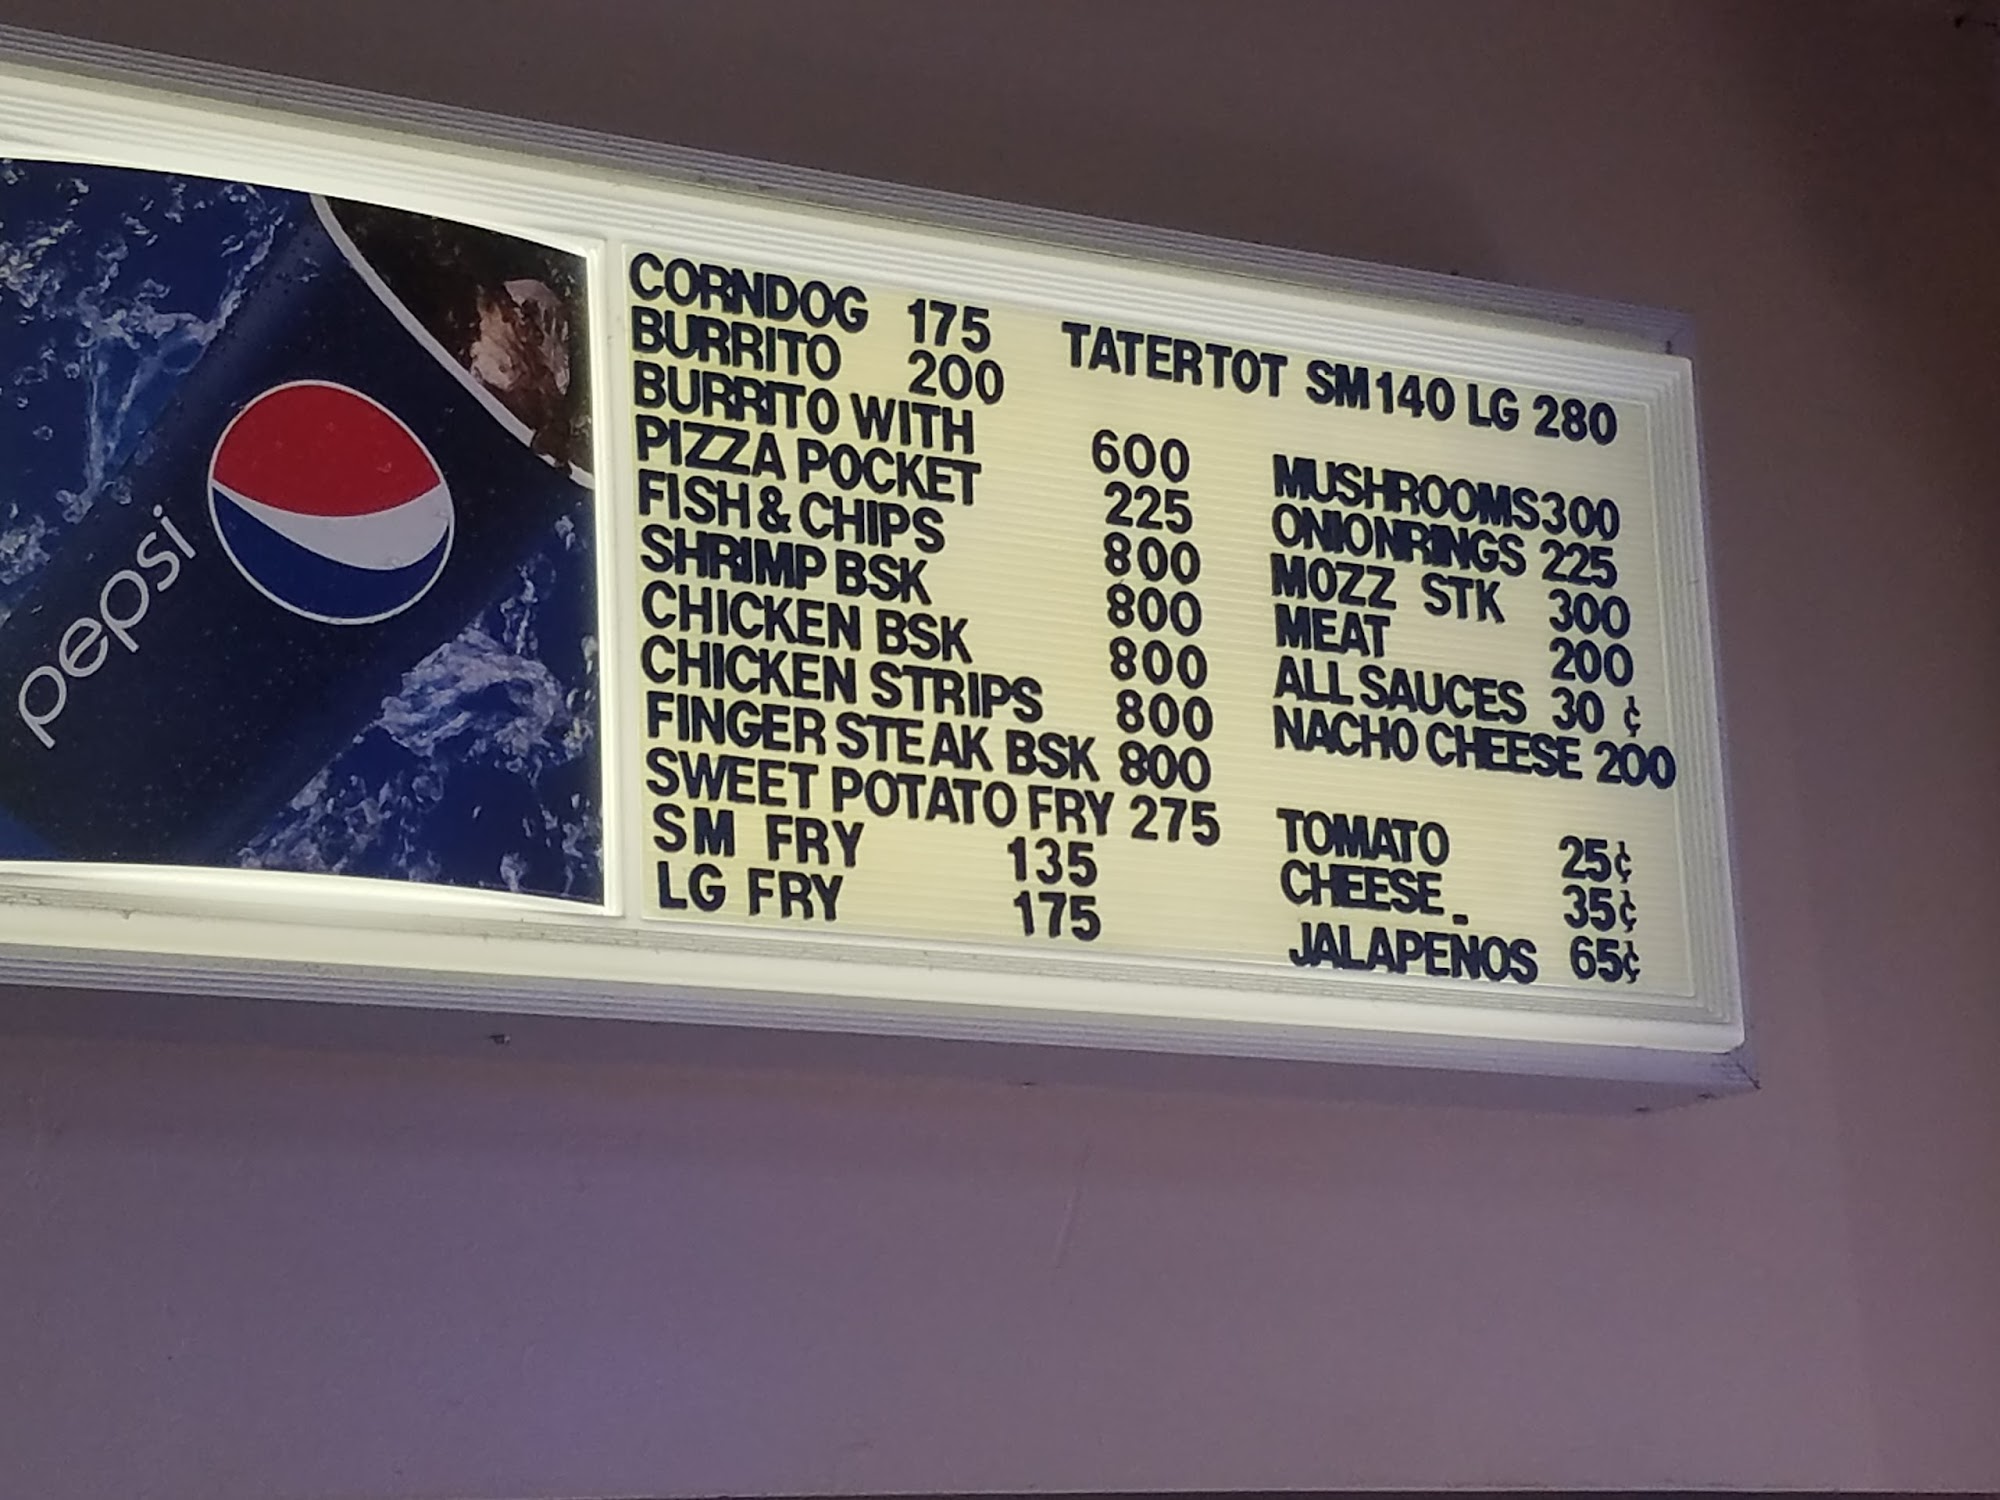 pepsi
CORNDOG 175
BURRITO 200
BURRITO WITH 600
PIZZA POCKET 225
FISH & CHIPS 800
SHRIMP BSK 800
CHICKEN BSK 800
CHICKEN STRIPS 800
FINGER STEAK BSK 800
SWEET POTATO FRY 275
SM FRY 135
LG FRY 175
TATERTOT SM 140 LG 280
MUSHROOMS 300
ONIONRINGS 225
MOZZ STK 300
MEAT 200
ALL SAUCES 30 ¢
NACHO CHEESE 200
TOMATO 25¢
CHEESE. 35¢
JALAPENOS 65¢